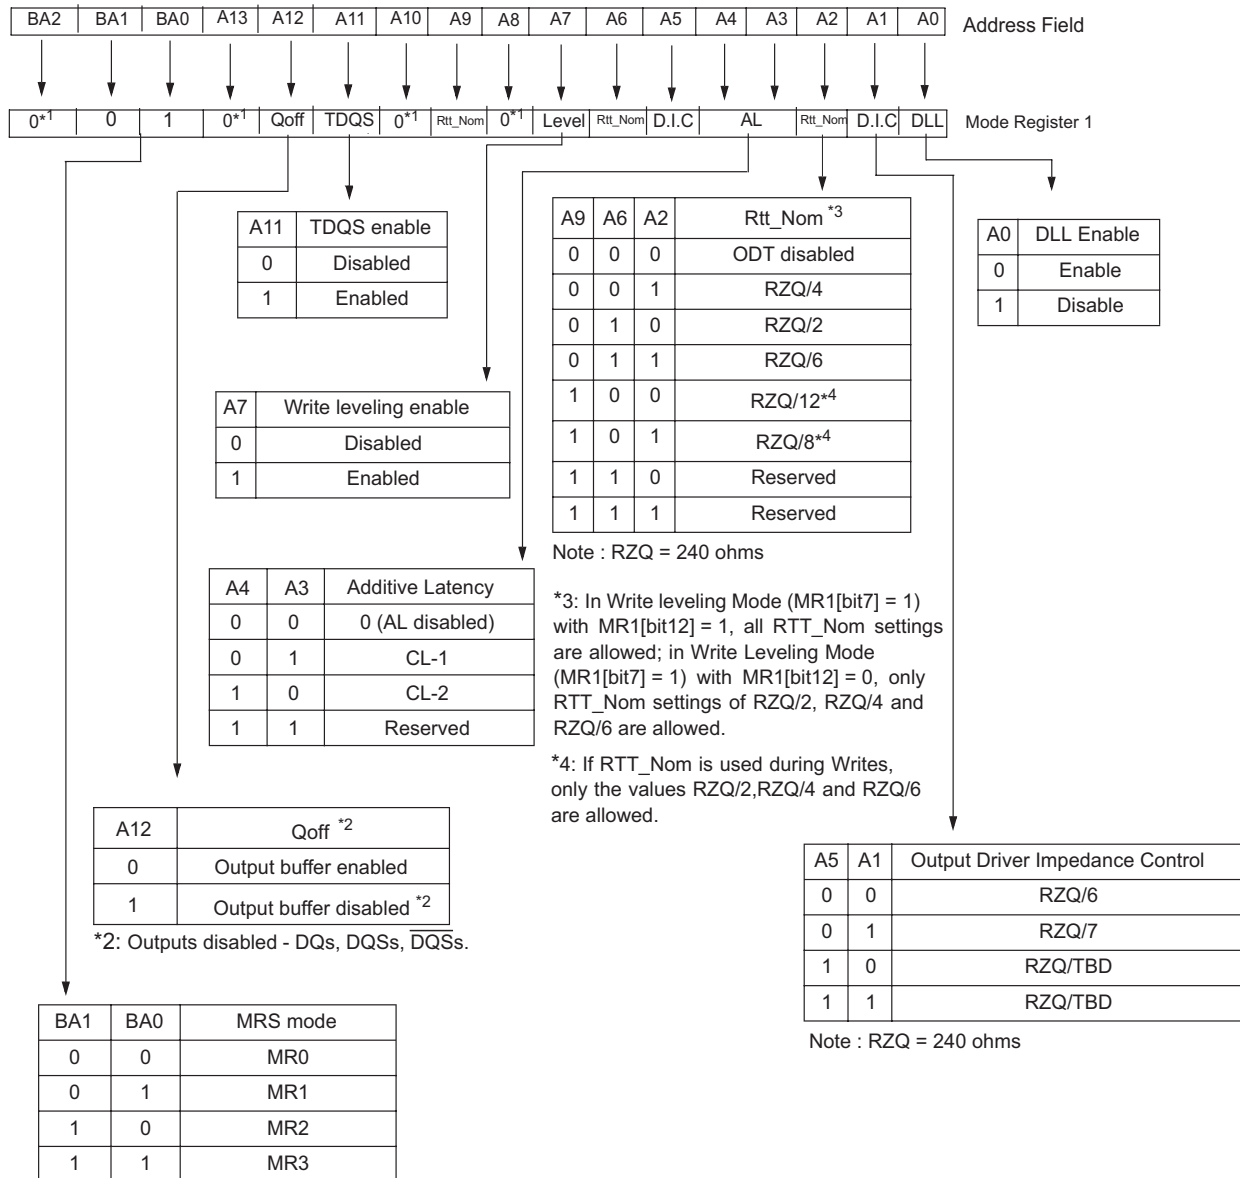 BA2 BA1 BA0 A13 A12 A11 A10 A9 A8 A7 A6 A5 A4 A3 A2 A1 A0 Address Field
0*1 0 1 0*1 Qoff TDQS 0*1 Rtt_Nom 0*1 Level Rtt_Nom D.I.C AL Rtt_Nom D.I.C DLL Mode Register 1
A11 TDQS enable
0 Disabled
1 Enabled
A9 A6 A2 Rtt_Nom *3
0 0 0 ODT disabled
0 0 1 RZQ/4
0 1 0 RZQ/2
0 1 1 RZQ/6
1 0 0 RZQ/12*4
1 0 1 RZQ/8*4
1 1 0 Reserved
1 1 1 Reserved
Note : RZQ = 240 ohms
A0 DLL Enable
0 Enable
1 Disable
A7 Write leveling enable
0 Disabled
1 Enabled
A4 A3 Additive Latency
0 0 0 (AL disabled)
0 1 CL-1
1 0 CL-2
1 1 Reserved
*3: In Write leveling Mode (MR1[bit7] = 1)
with MR1[bit12] = 1, all RTT_Nom settings
are allowed; in Write Leveling Mode
(MR1[bit7] = 1) with MR1[bit12] = 0, only
RTT_Nom settings of RZQ/2, RZQ/4 and
RZQ/6 are allowed.
*4: If RTT_Nom is used during Writes,
only the values RZQ/2,RZQ/4 and RZQ/6
are allowed.
A12 Qoff *2
0 Output buffer enabled
1 Output buffer disabled *2
*2: Outputs disabled - DQs, DQSs, D̅Q̅S̅s.
A5 A1 Output Driver Impedance Control
0 0 RZQ/6
0 1 RZQ/7
1 0 RZQ/TBD
1 1 RZQ/TBD
Note : RZQ = 240 ohms
BA1 BA0 MRS mode
0 0 MR0
0 1 MR1
1 0 MR2
1 1 MR3